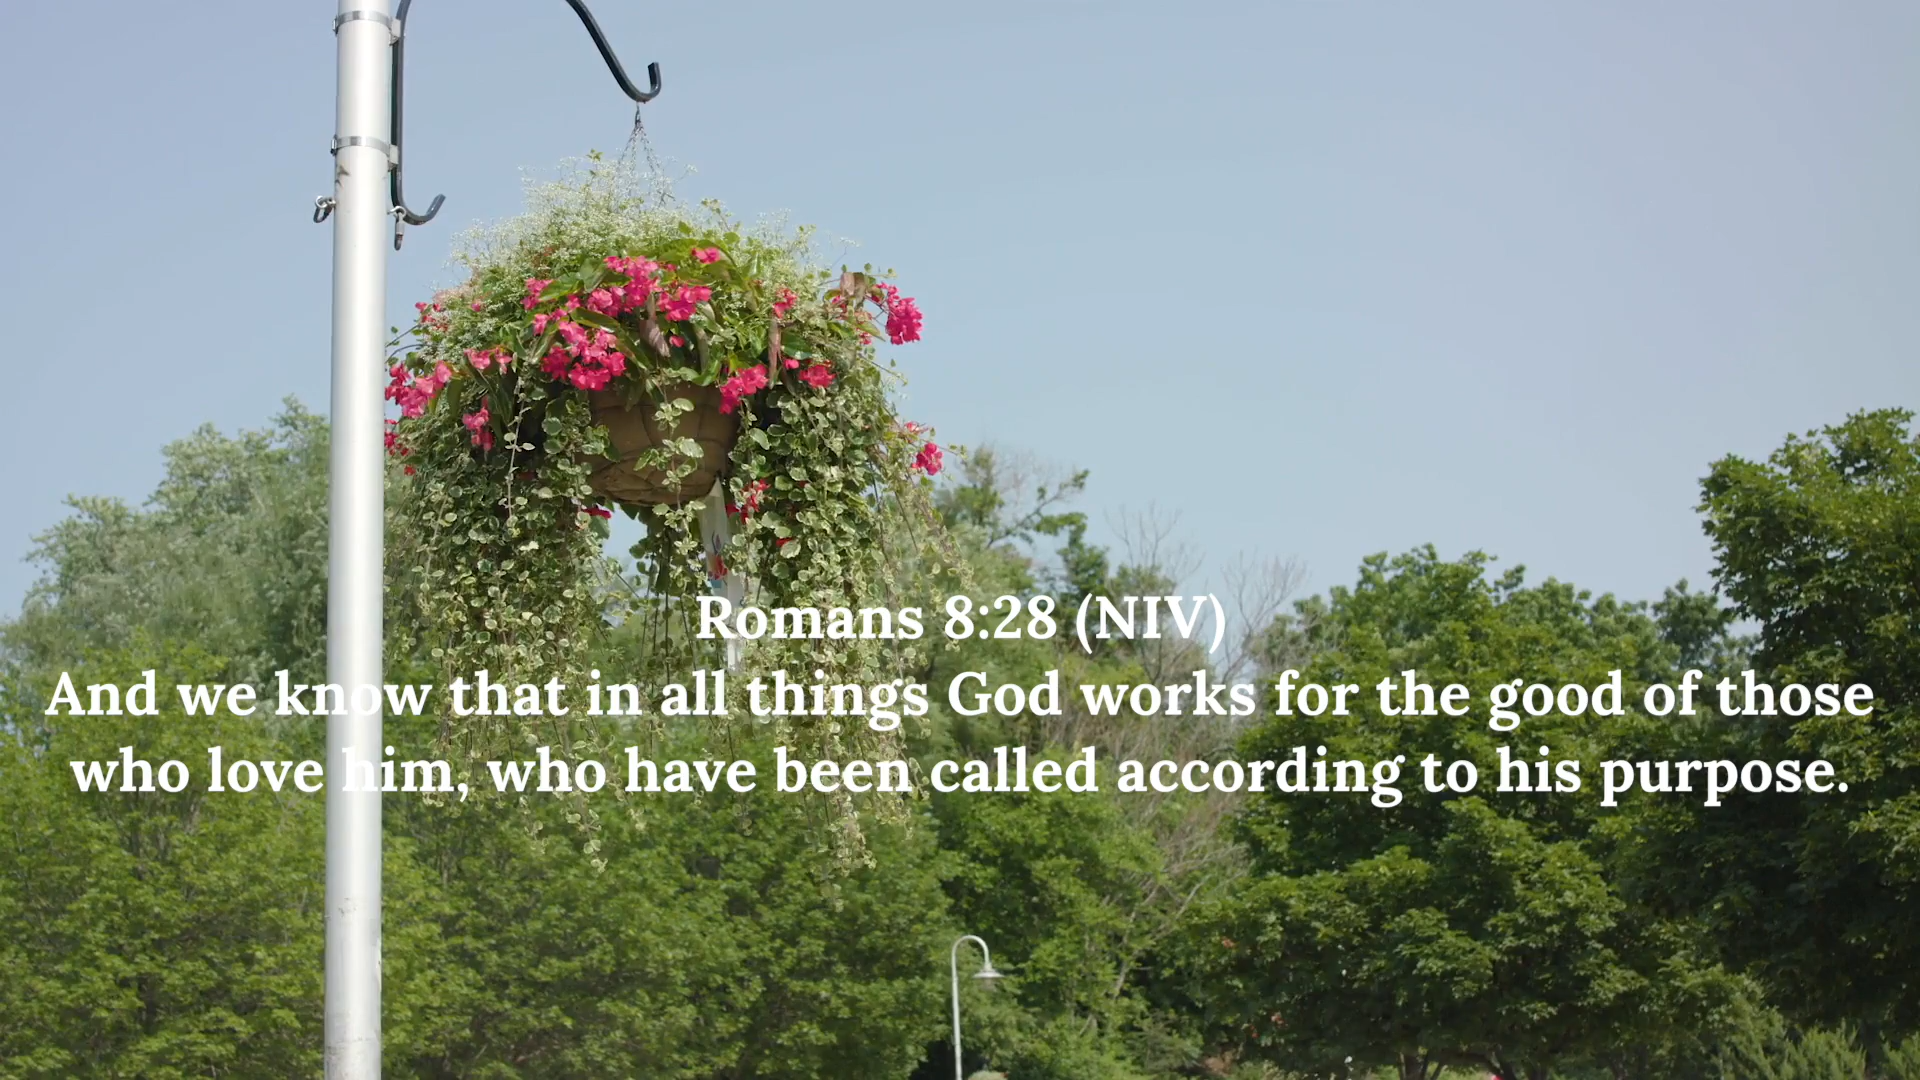 Romans 8:28 (NIV)
And we know that in all things God works for the good of those
who love him, who have been called according to his purpose.